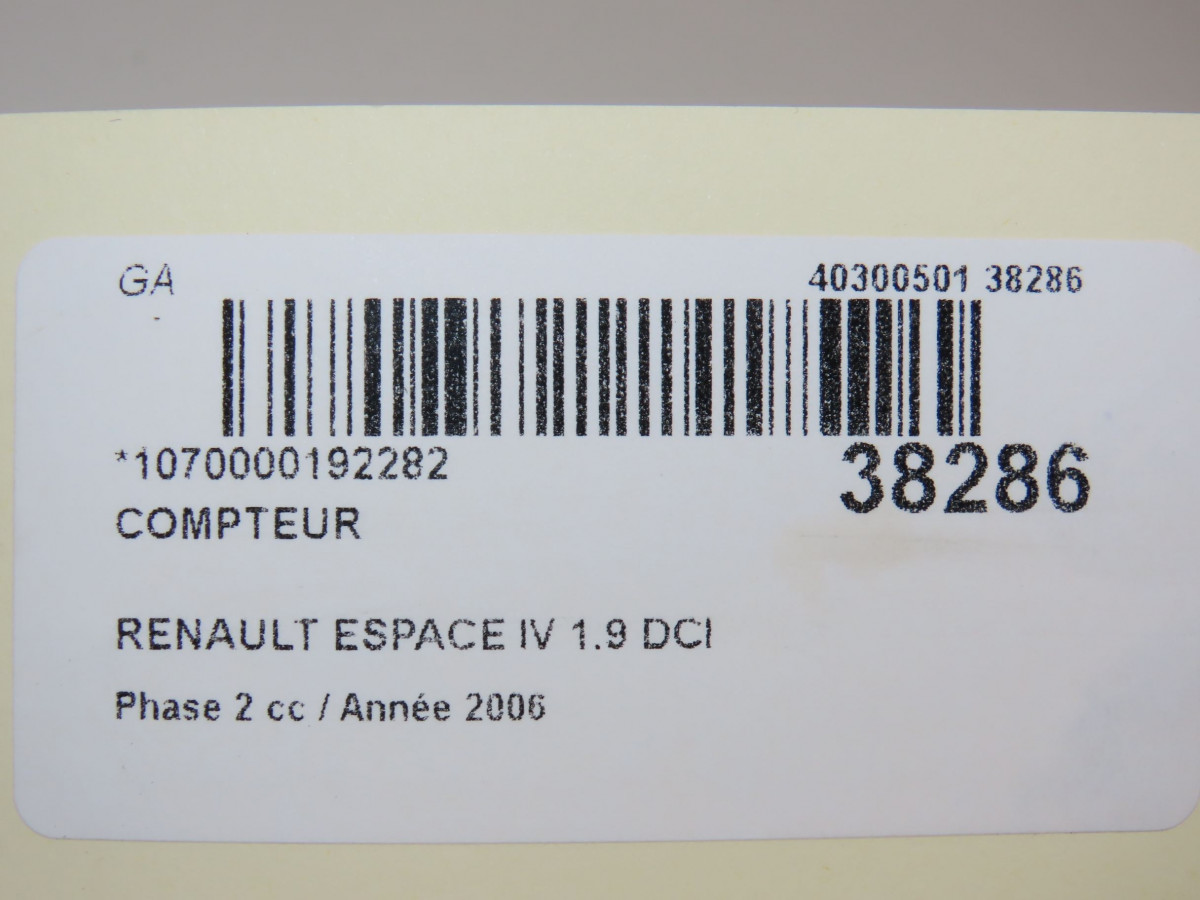 GA
40300501 38286
*1070000192282
38286
COMPTEUR
RENAULT ESPACE IV 1.9 DCI
Phase 2 cc / Année 2006